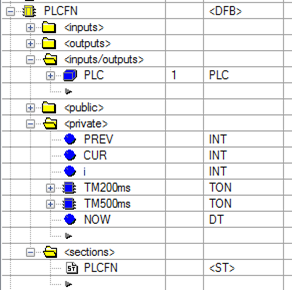 PLCFN <DFB>
<inputs>
<outputs>
<inputs/outputs>
PLC 1 PLC
<public>
<private>
PREV INT
CUR INT
i INT
TM200ms TON
TM500ms TON
NOW DT
<sections>
PLCFN <ST>